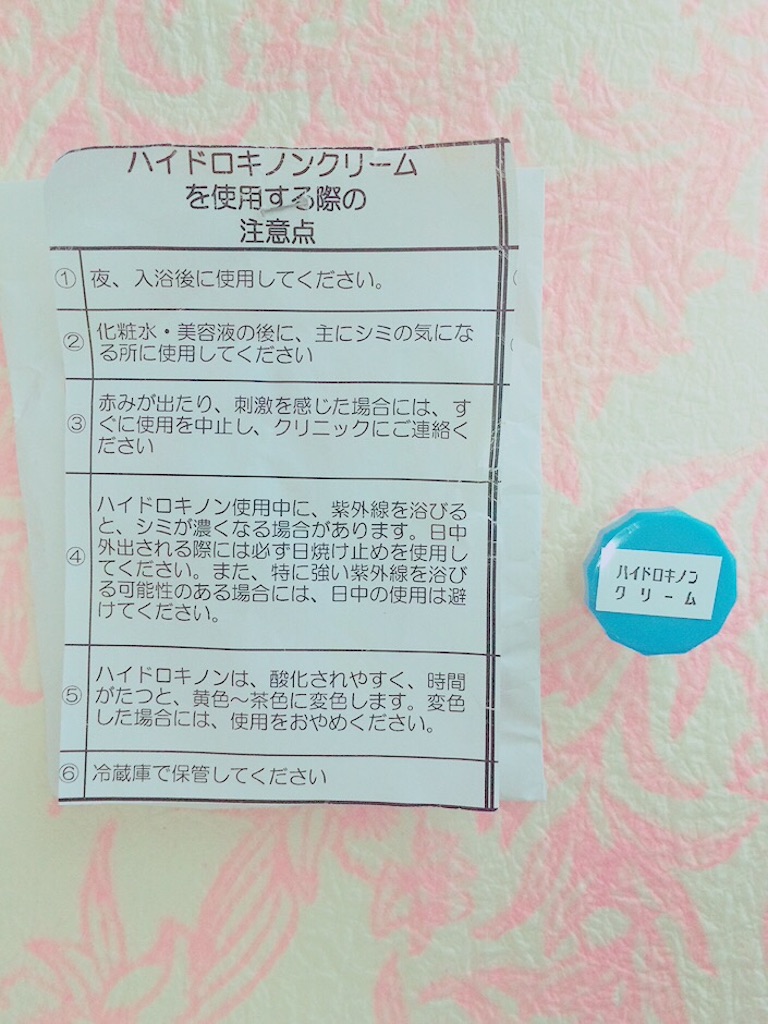 ハイドロキノンクリーム
を使用する際の
注意点
① 夜、入浴後に使用してください。
② 化粧水・美容液の後に、主にシミの気にな
る所に使用してください
③ 赤みが出たり、刺激を感じた場合には、す
ぐに使用を中止し、クリニックにご連絡く
ださい
④ ハイドロキノン使用中に、紫外線を浴びる
と、シミが濃くなる場合があります。日中
外出される際には必ず日焼け止めを使用し
てください。また、特に強い紫外線を浴び
る可能性のある場合には、日中の使用は避
けてください。
⑤ ハイドロキノンは、酸化されやすく、時間
がたつと、黄色～茶色に変色します。変色
した場合には、使用をおやめください。
⑥ 冷蔵庫で保管してください
ハイドロキノン
クリーム